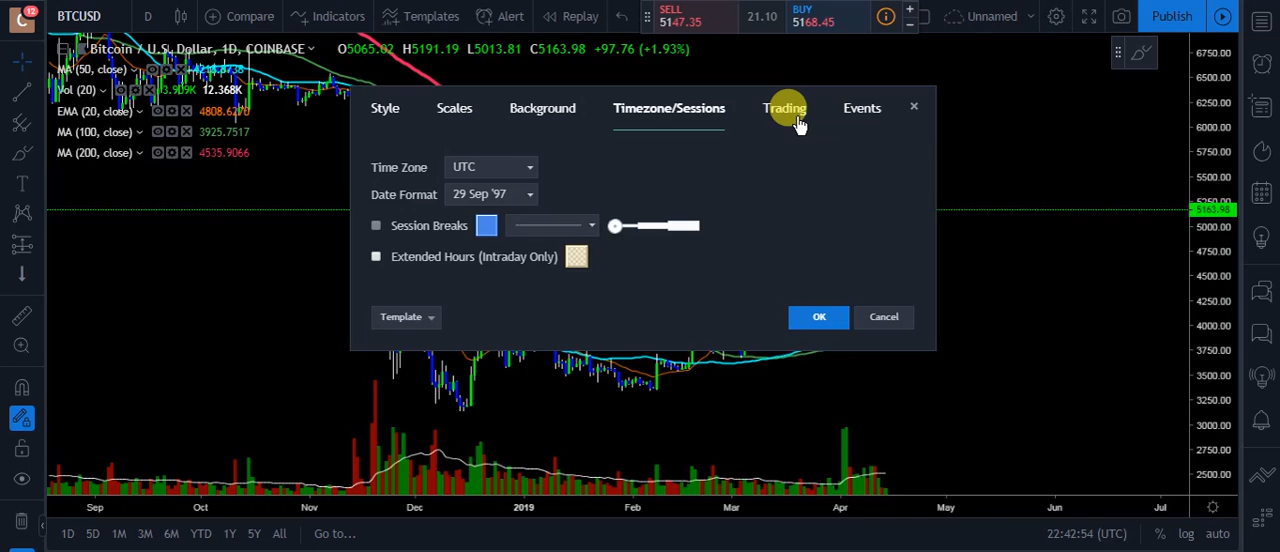 C 12 BTCUSD D Compare Indicators Templates Alert Replay SELL 5147.35 21.10 BUY 5168.45 Unnamed Publish
Bitcoin / U.S. Dollar, 1D, COINBASE O5065.02 H5191.19 L5013.81 C5163.98 +97.76 (+1.93%)
MA (50, close)
Vol (20) 12.368K
EMA (20, close) 4808.6270
MA (100, close) 3925.7517
MA (200, close) 4535.9066
Style Scales Background Timezone/Sessions Trading Events
Time Zone UTC
Date Format 29 Sep '97
Session Breaks
Extended Hours (Intraday Only)
Template OK Cancel
6750.00
6500.00
6250.00
6000.00
5750.00
5500.00
5163.98
5000.00
4750.00
4500.00
4250.00
4000.00
3750.00
3500.00
3250.00
3000.00
2750.00
2500.00
Sep Oct Nov Dec 2019 Feb Mar Apr May Jun Jul
1D 5D 1M 3M 6M YTD 1Y 5Y All Go to... 22:42:54 (UTC) % log auto